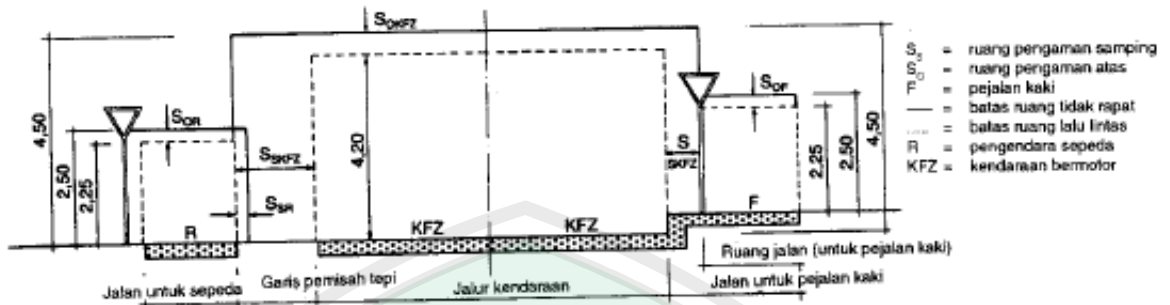 S_OKFZ
S_S = ruang pengaman samping
S_O = ruang pengaman atas
F = pejalan kaki
batas ruang tidak rapat
= batas ruang lalu lintas
R = pengendara sepeda
KFZ = kendaraan bermotor
4,50
2,50
2,25
S_OR
S_SKFZ
S_SR
4,20
S
SKFZ
S_OF
2,25
2,50
4,50
R
KFZ
KFZ
F
Ruang jalan (untuk pejalan kaki)
Jalan untuk sepeda
Garis pemisah tepi
Jalur kendaraan
Jalan untuk pejalan kaki